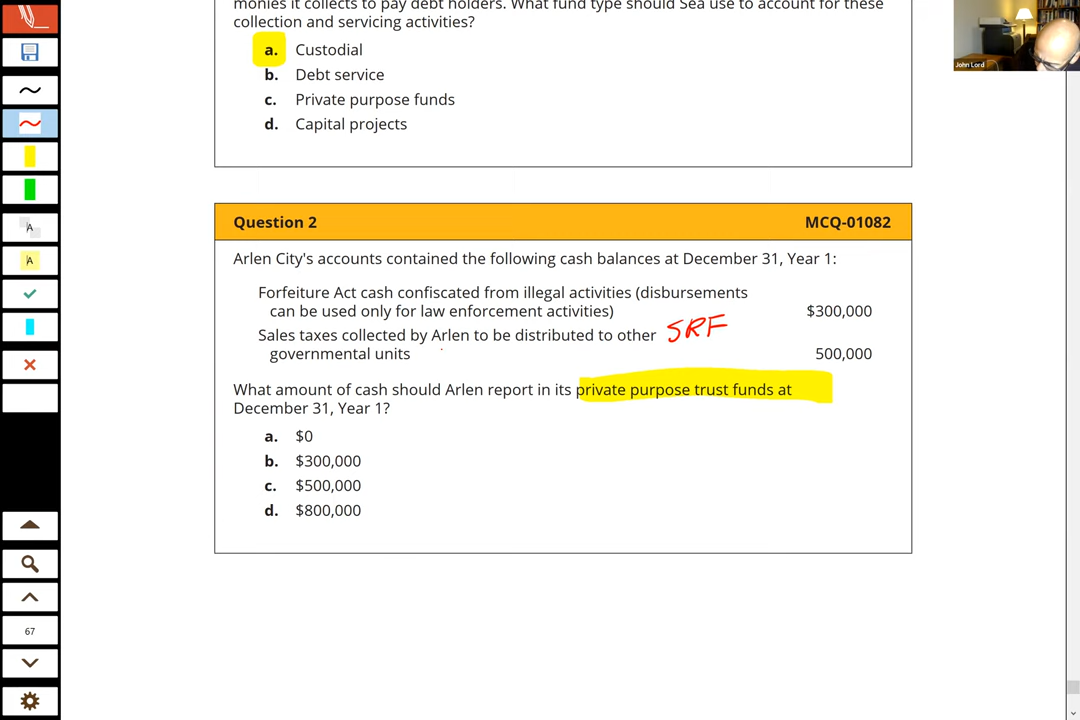 monies it collects to pay debt holders. What fund type should Sea use to account for these
collection and servicing activities?
a. Custodial
b. Debt service
c. Private purpose funds
d. Capital projects
John Lord
Question 2 MCQ-01082
Arlen City's accounts contained the following cash balances at December 31, Year 1:
Forfeiture Act cash confiscated from illegal activities (disbursements
can be used only for law enforcement activities) $300,000
SRF
Sales taxes collected by Arlen to be distributed to other
governmental units 500,000
What amount of cash should Arlen report in its private purpose trust funds at
December 31, Year 1?
a. $0
b. $300,000
c. $500,000
d. $800,000
A
A
67